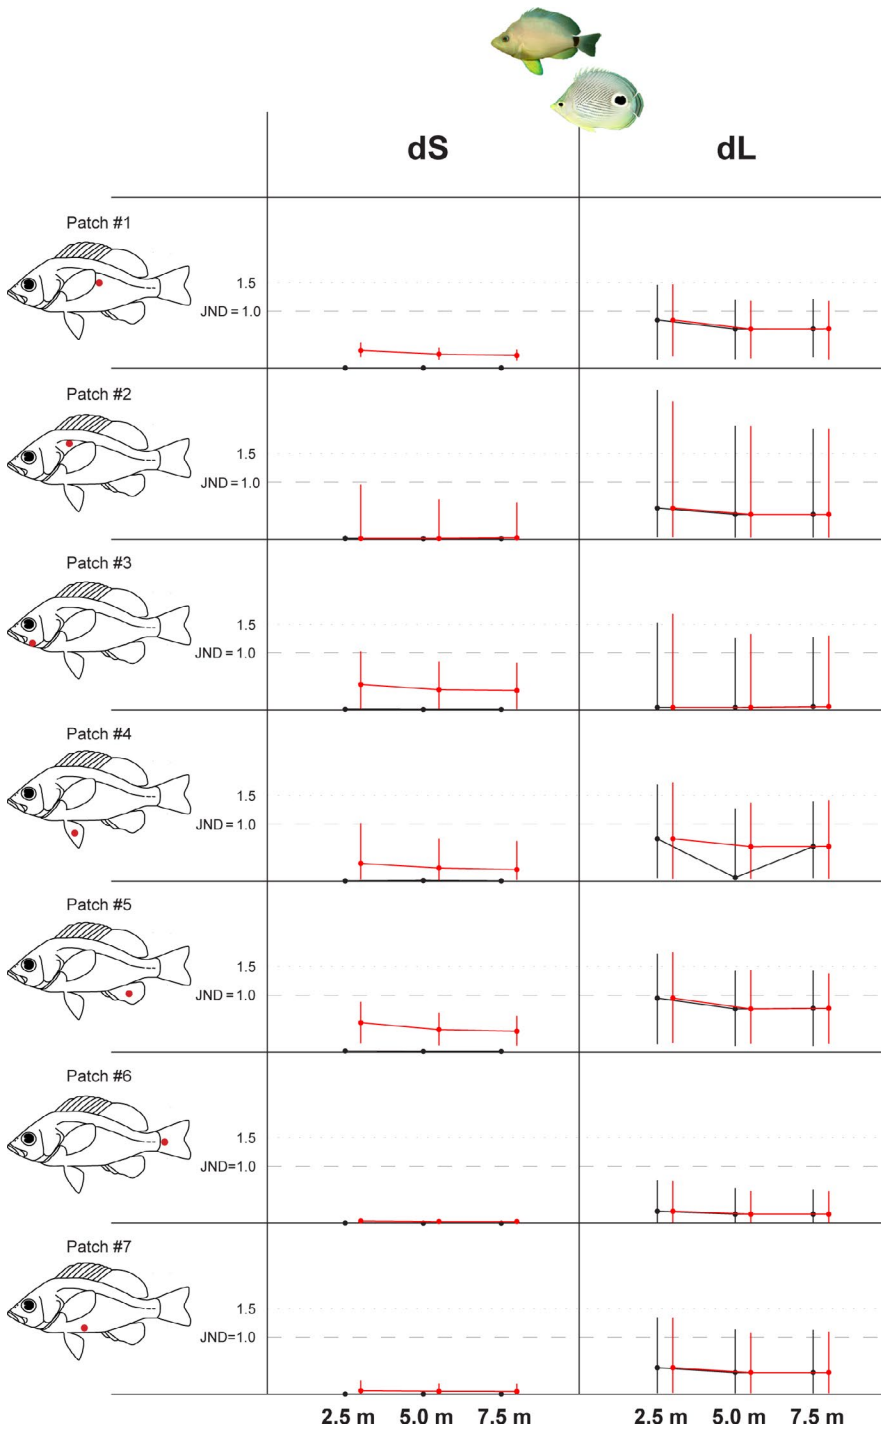 dS dL
Patch #1
1.5
JND = 1.0
Patch #2
1.5
JND = 1.0
Patch #3
1.5
JND = 1.0
Patch #4
1.5
JND = 1.0
Patch #5
1.5
JND = 1.0
Patch #6
1.5
JND=1.0
Patch #7
1.5
JND=1.0
2.5 m 5.0 m 7.5 m 2.5 m 5.0 m 7.5 m